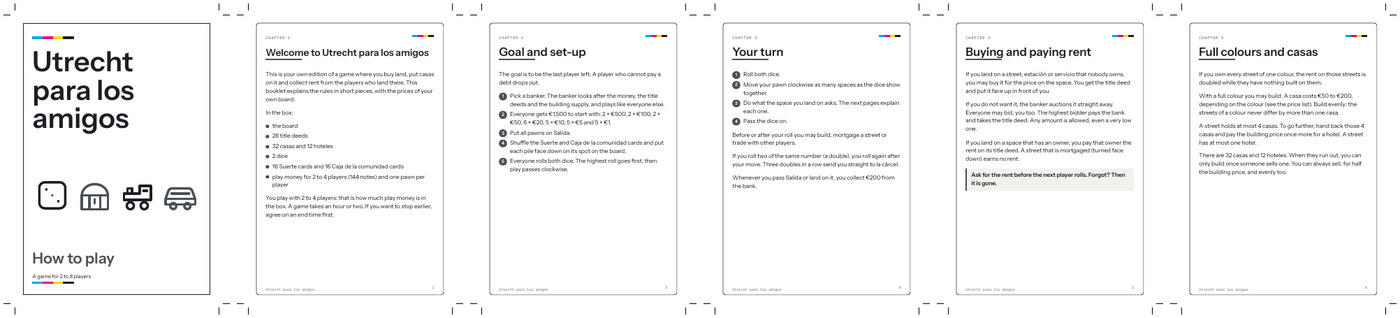 Utrecht
para los
amigos
How to play
A game for 2 to 8 players
CHAPTER 1
Welcome to Utrecht para los amigos
This is your own edition of a game where you buy land, put casas
on it and collect rent from the players who land there. This
booklet explains the rules in short pieces, with the prices of your
own board.
In the box:
the board
28 title deeds
32 casas and 12 hoteles
2 dice
16 Suerte cards and 16 Caja de la comunidad cards
play money for 2 to 4 players (144 notes) and one pawn per
player
You play with 2 to 4 players: that is how much play money is in
the box. A game takes an hour or two. If you want to stop earlier,
agree on an end time first.
Utrecht para los amigos
2
CHAPTER 2
Goal and set-up
The goal is to be the last player left. A player who cannot pay a
debt drops out.
1 Pick a banker. The banker looks after the money, the title
deeds and the building supply, and plays like everyone else.
2 Everyone gets €1,500 to start with: 2 × €500, 2 × €100, 2 ×
€50, 6 × €20, 5 × €10, 5 × €5 and 5 × €1.
3 Put all pawns on Salida.
4 Shuffle the Suerte and Caja de la comunidad cards and put
each pile face down on its spot on the board.
5 Everyone rolls both dice. The highest roll goes first, then
play passes clockwise.
Utrecht para los amigos
3
CHAPTER 3
Your turn
1 Roll both dice.
2 Move your pawn clockwise as many spaces as the dice show
together.
3 Do what the space you land on asks. The next pages explain
each one.
4 Pass the dice on.
Before or after your roll you may build, mortgage a street or
trade with other players.
If you roll two of the same number (a double), you roll again after
your move. Three doubles in a row send you straight to la cárcel.
Whenever you pass Salida or land on it, you collect €200 from
the bank.
Utrecht para los amigos
4
CHAPTER 4
Buying and paying rent
If you land on a street, estación or servicio that nobody owns,
you may buy it for the price on the space. You get the title deed
and put it face up in front of you.
If you do not want it, the banker auctions it straight away.
Everyone may bid, you too. The highest bidder pays the bank
and takes the title deed. Any amount is allowed, even a very low
one.
If you land on a space that has an owner, you pay that owner the
rent on its title deed. A street that is mortgaged (turned face
down) earns no rent.
Ask for the rent before the next player rolls. Forgot? Then
it is gone.
Utrecht para los amigos
5
CHAPTER 5
Full colours and casas
If you own every street of one colour, the rent on those streets is
doubled while they have nothing built on them.
With a full colour you may build. A casa costs €50 to €200,
depending on the colour (see the price list). Build evenly: the
streets of a colour never differ by more than one casa.
A street holds at most 4 casas. To go further, hand back those 4
casas and pay the building price once more for a hotel. A street
has at most one hotel.
There are 32 casas and 12 hoteles. When they run out, you can
only build once someone sells one. You can always sell, for half
the building price, and evenly too.
Utrecht para los amigos
6